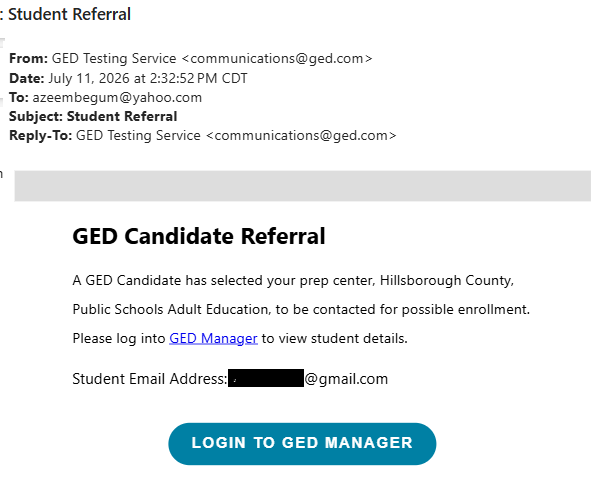 : Student Referral
From: GED Testing Service <communications@ged.com>
Date: July 11, 2026 at 2:32:52 PM CDT
To: azeembegum@yahoo.com
Subject: Student Referral
Reply-To: GED Testing Service <communications@ged.com>
GED Candidate Referral
A GED Candidate has selected your prep center, Hillsborough County,
Public Schools Adult Education, to be contacted for possible enrollment.
Please log into GED Manager to view student details.
Student Email Address: @gmail.com
LOGIN TO GED MANAGER